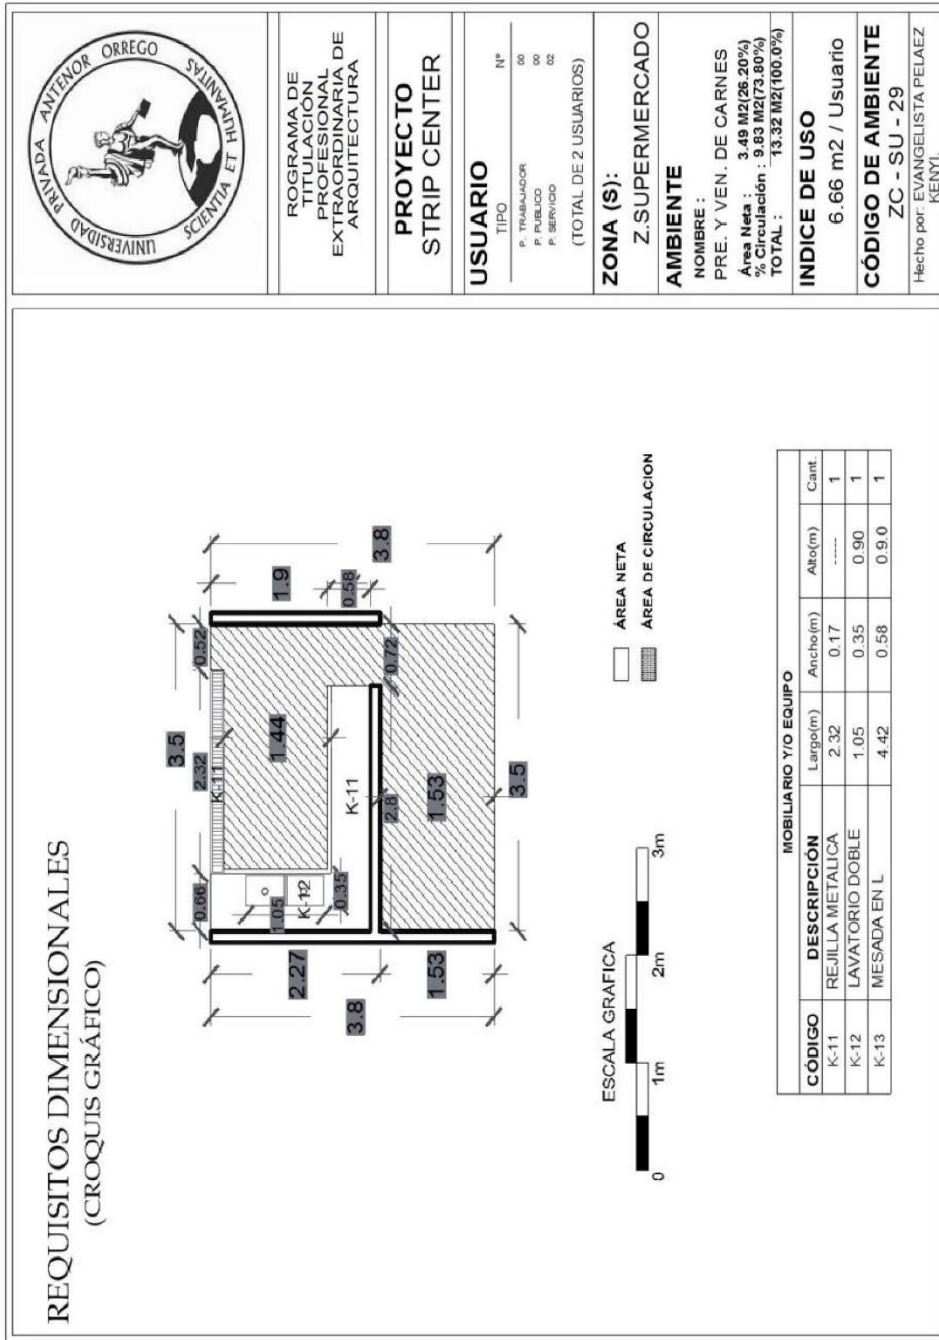 REQUISITOS DIMENSIONALES
(CROQUIS GRÁFICO)
3.5
0.66
2.32
0.52
K-11
1.05
K-12
0.35
1.44
K-11
2.8
0.72
1.53
3.5
2.27
1.53
3.8
1.9
0.58
3.8
ESCALA GRAFICA
0
1m
2m
3m
ÁREA NETA
ÁREA DE CIRCULACION
MOBILIARIO Y/O EQUIPO
CÓDIGO DESCRIPCIÓN Largo(m) Ancho(m) Alto(m) Cant.
K-11 REJILLA METALICA 2.32 0.17 ----- 1
K-12 LAVATORIO DOBLE 1.05 0.35 0.90 1
K-13 MESADA EN L 4.42 0.58 0.9.0 1
UNIVERSIDAD PRIVADA ANTENOR ORREGO
SCIENTIA ET HUMANITAS
ROGRAMA DE
TITULACIÓN
PROFESIONAL
EXTRAORDINARIA DE
ARQUITECTURA
PROYECTO
STRIP CENTER
USUARIO
TIPO Nº
P. TRABAJADOR 00
P. PUBLICO 00
P. SERVICIO 02
(TOTAL DE 2 USUARIOS)
ZONA (S):
Z.SUPERMERCADO
AMBIENTE
NOMBRE :
PRE. Y VEN. DE CARNES
Área Neta : 3.49 M2(26.20%)
% Circulación : 9.83 M2(73.80%)
TOTAL : 13.32 M2(100.0%)
INDICE DE USO
6.66 m2 / Usuario
CÓDIGO DE AMBIENTE
ZC - SU - 29
Hecho por: EVANGELISTA PELAEZ
KENYI.